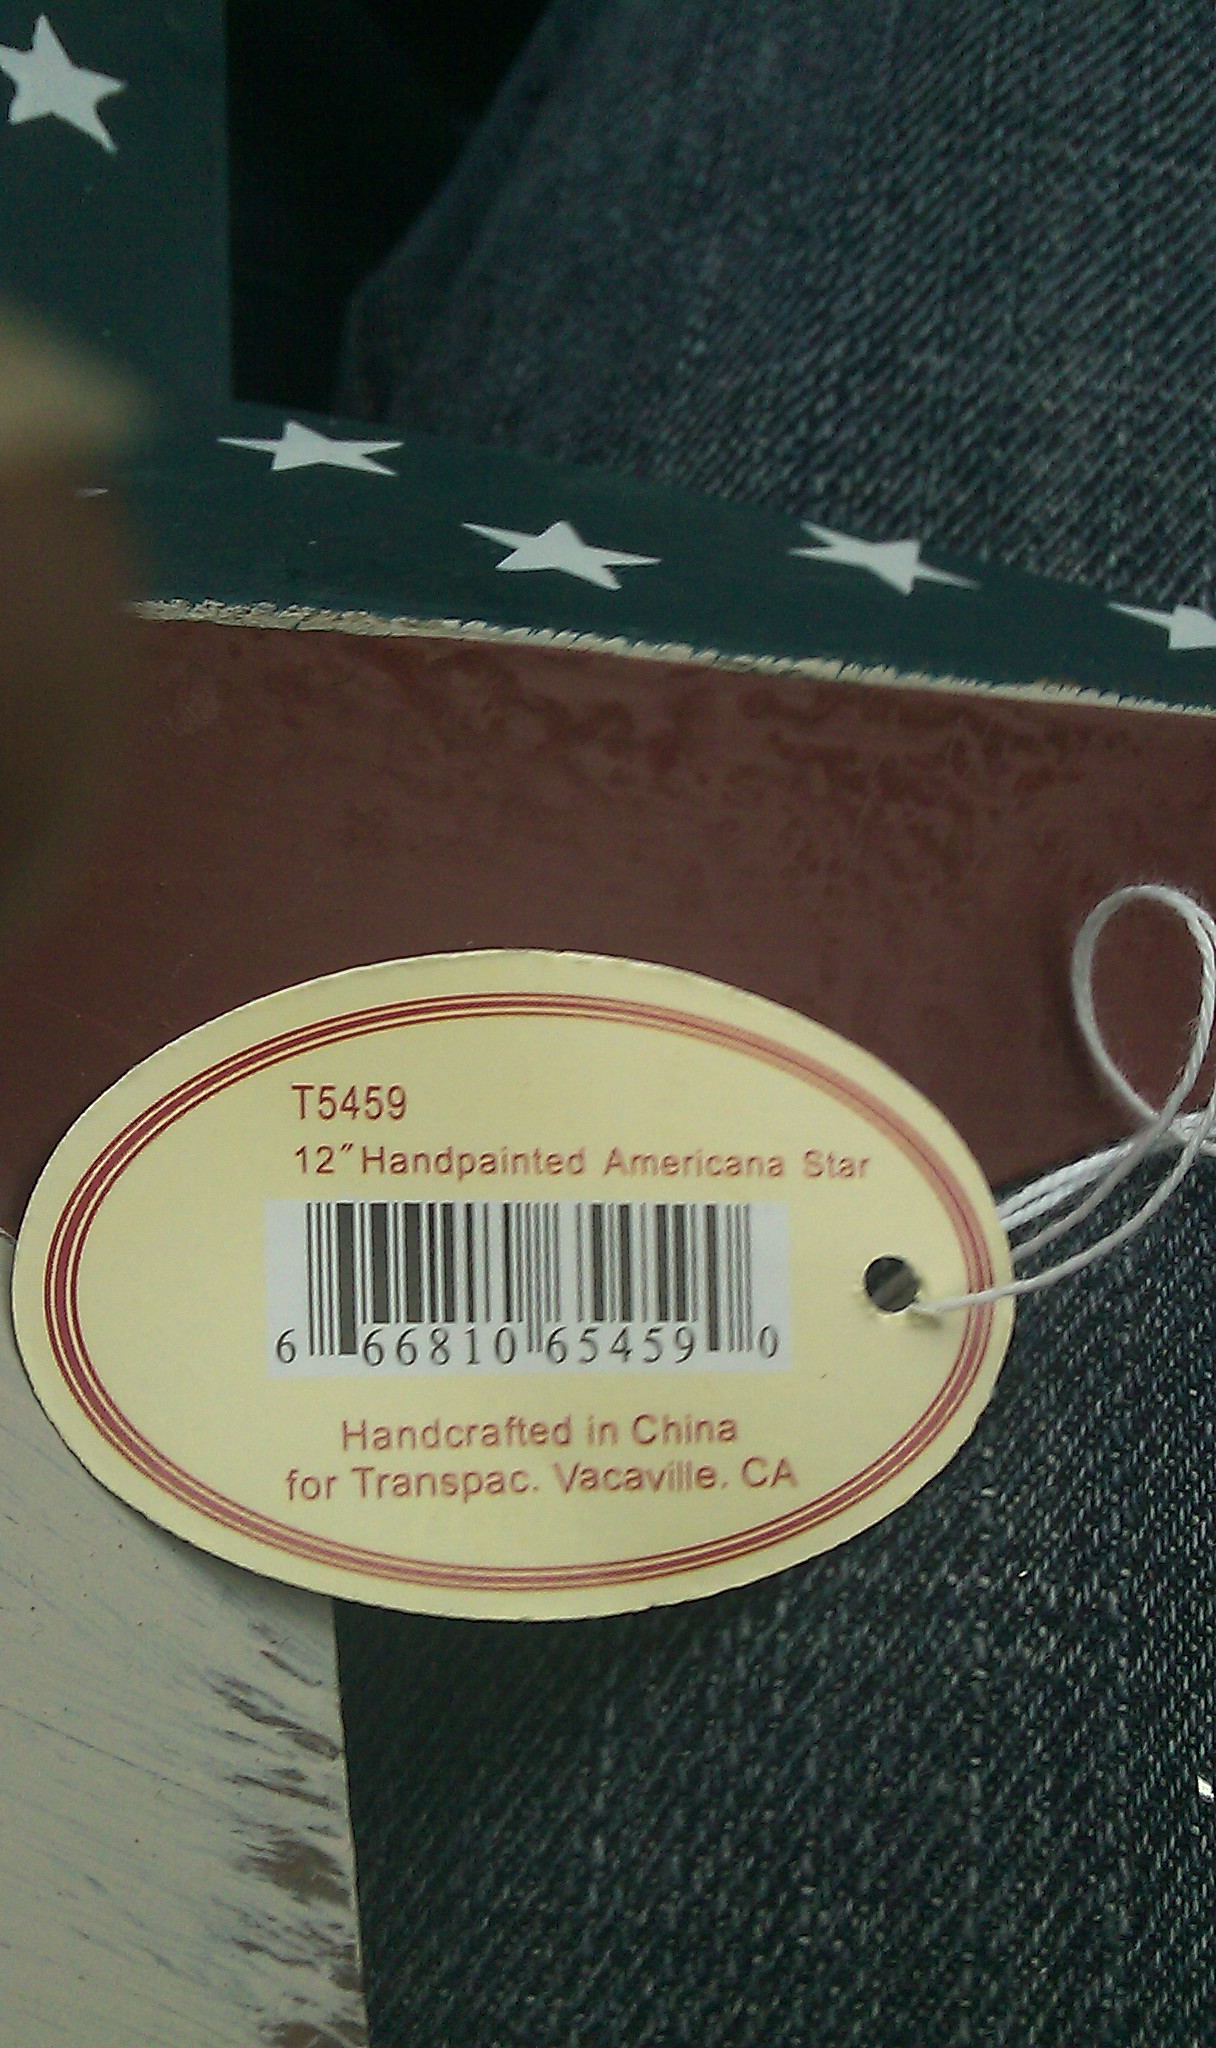 T5459
12" Handpainted Americana Star
6 66810 65459 0
Handcrafted in China
for Transpac. Vacaville. CA